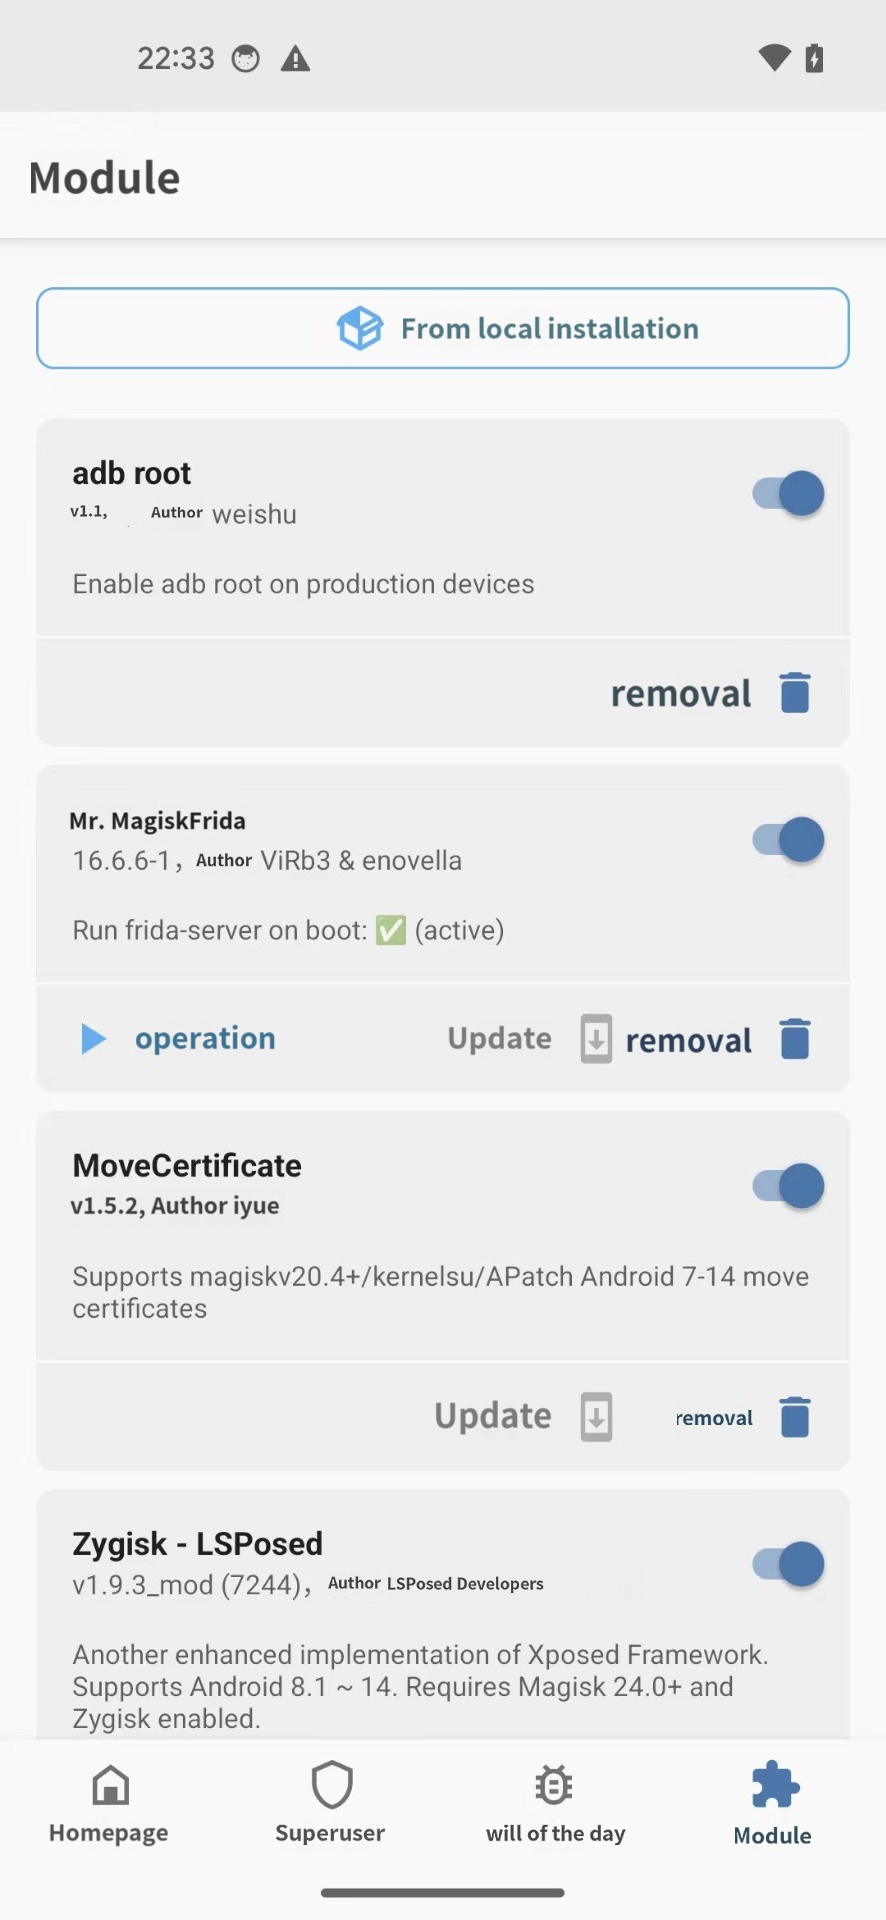 22:33
Module
From local installation
adb root
v1.1, Author weishu
Enable adb root on production devices
removal
Mr. MagiskFrida
16.6.6-1, Author ViRb3 & enovella
Run frida-server on boot: ✅ (active)
operation Update removal
MoveCertificate
v1.5.2, Author iyue
Supports magiskv20.4+/kernelsu/APatch Android 7-14 move
certificates
Update removal
Zygisk - LSPosed
v1.9.3_mod (7244), Author LSPosed Developers
Another enhanced implementation of Xposed Framework.
Supports Android 8.1 ~ 14. Requires Magisk 24.0+ and
Zygisk enabled.
Homepage Superuser will of the day Module